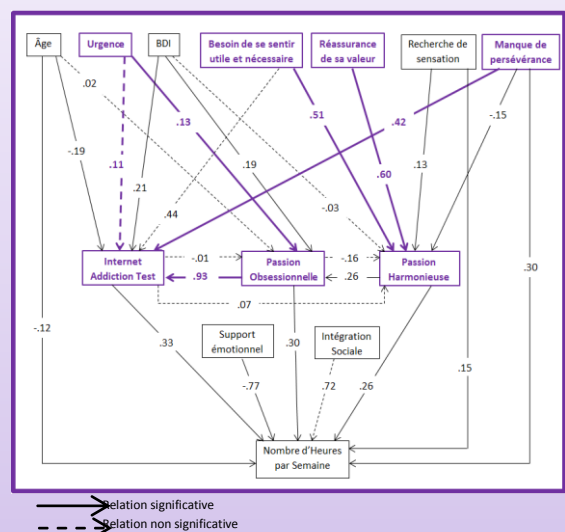 Âge
Urgence
BDI
Besoin de se sentir
utile et nécessaire
Réassurance
de sa valeur
Recherche de
sensation
Manque de
persévérance
.02
.13
.51
.42
-.15
-.19
.11
.21
.44
.19
-.03
.60
.13
.30
Internet
Addiction Test
-.01
.93
Passion
Obsessionnelle
-.16
.26
Passion
Harmonieuse
.07
-.12
.33
Support
émotionnel
.30
Intégration
Sociale
.26
.15
-.77
.72
Nombre d'Heures
par Semaine
Relation significative
Relation non significative